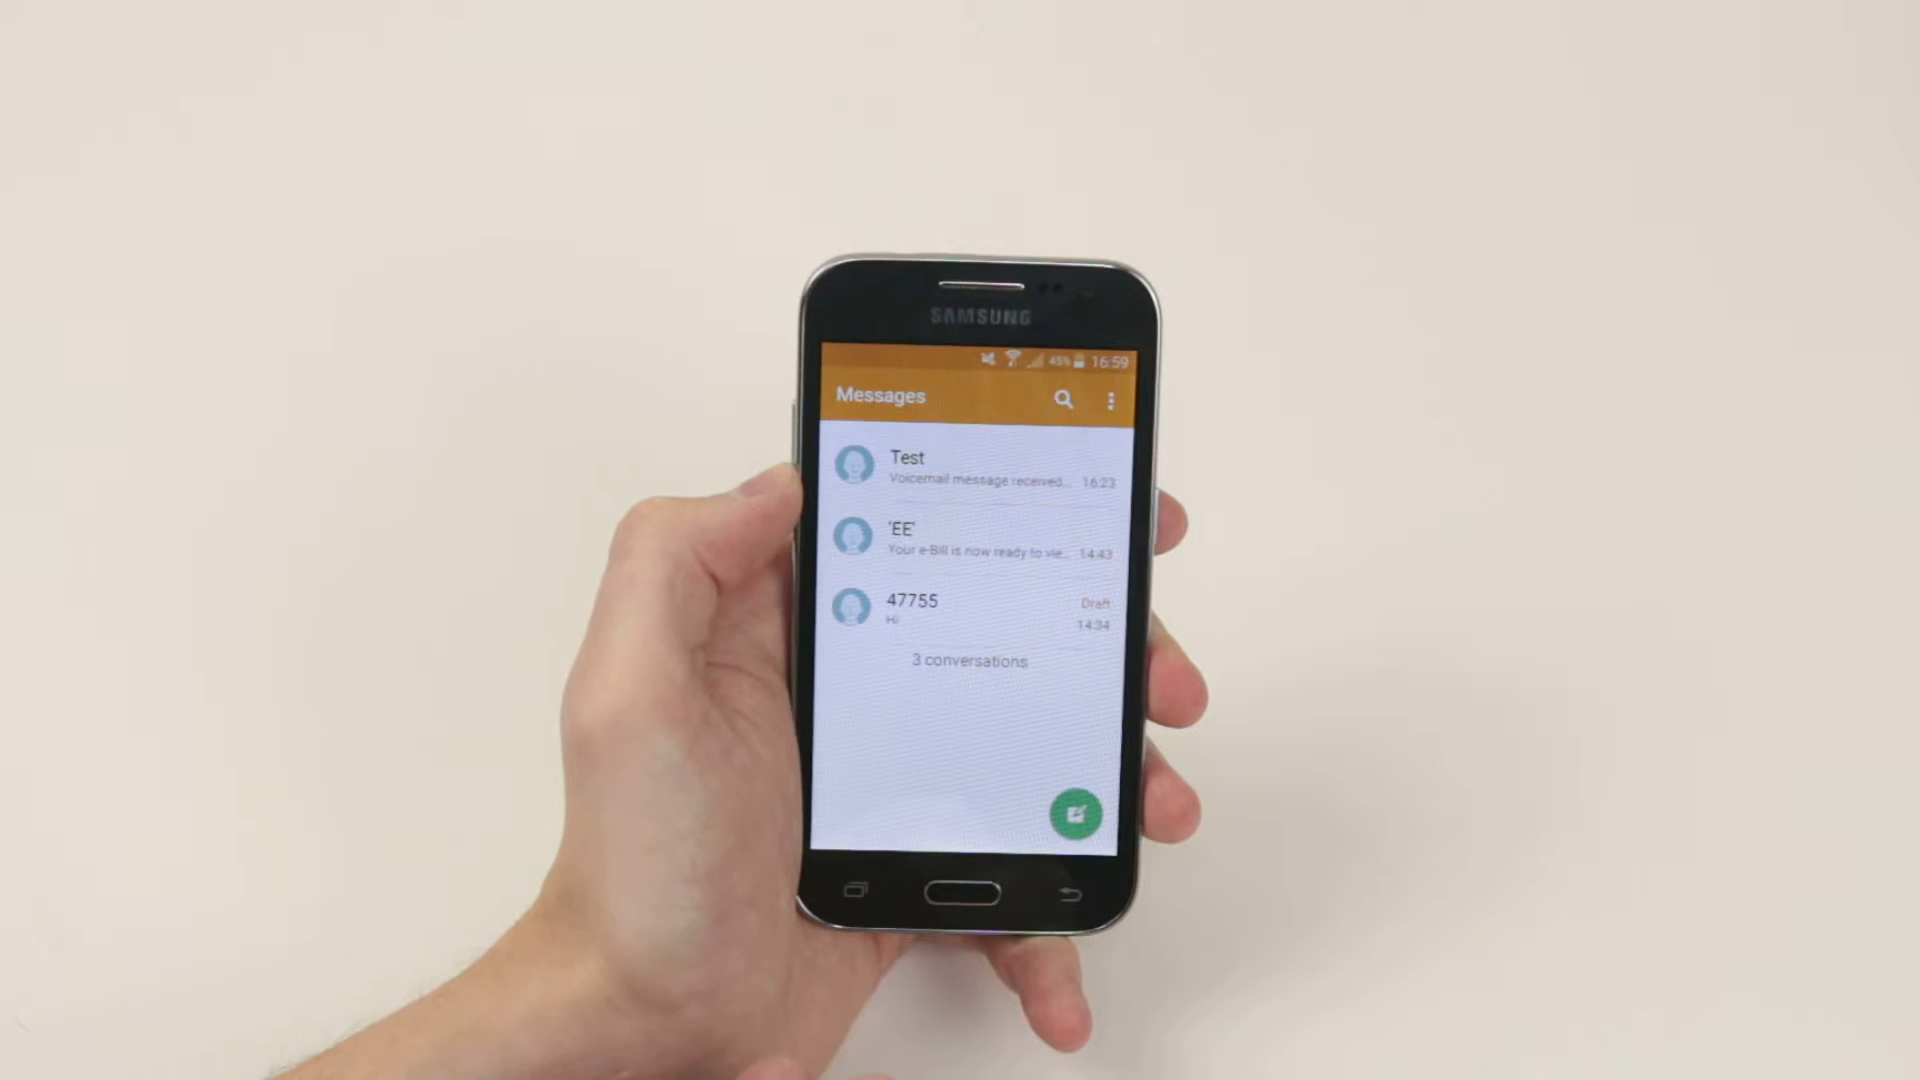 SAMSUNG
45% 16:59
Messages
Test
Voicemail message received... 16:23
'EE'
Your e-Bill is now ready to vie... 14:43
47755 Draft
Hi 14:34
3 conversations